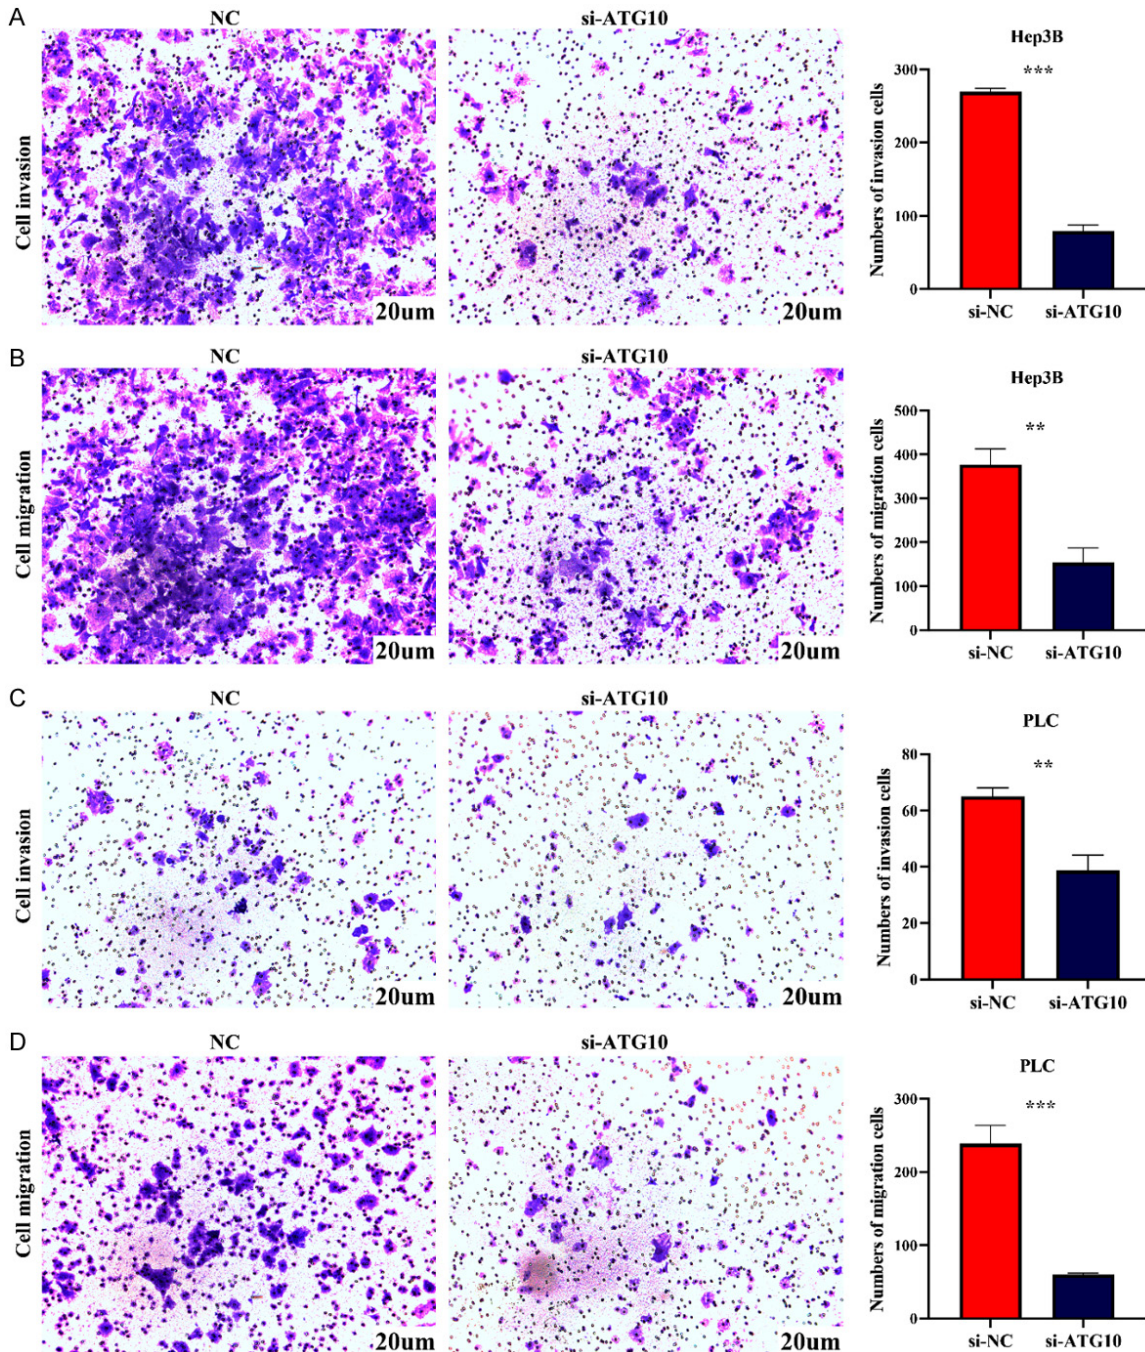 A
NC
si-ATG10
Cell invasion
20um
20um
Hep3B
***
Numbers of invasion cells
300
200
100
0
si-NC
si-ATG10
B
NC
si-ATG10
Cell migration
20um
20um
Hep3B
**
Numbers of migration cells
500
400
300
200
100
0
si-NC
si-ATG10
C
NC
si-ATG10
Cell invasion
20um
20um
PLC
**
Numbers of invasion cells
80
60
40
20
0
si-NC
si-ATG10
D
NC
si-ATG10
Cell migration
20um
20um
PLC
***
Numbers of migration cells
300
200
100
0
si-NC
si-ATG10